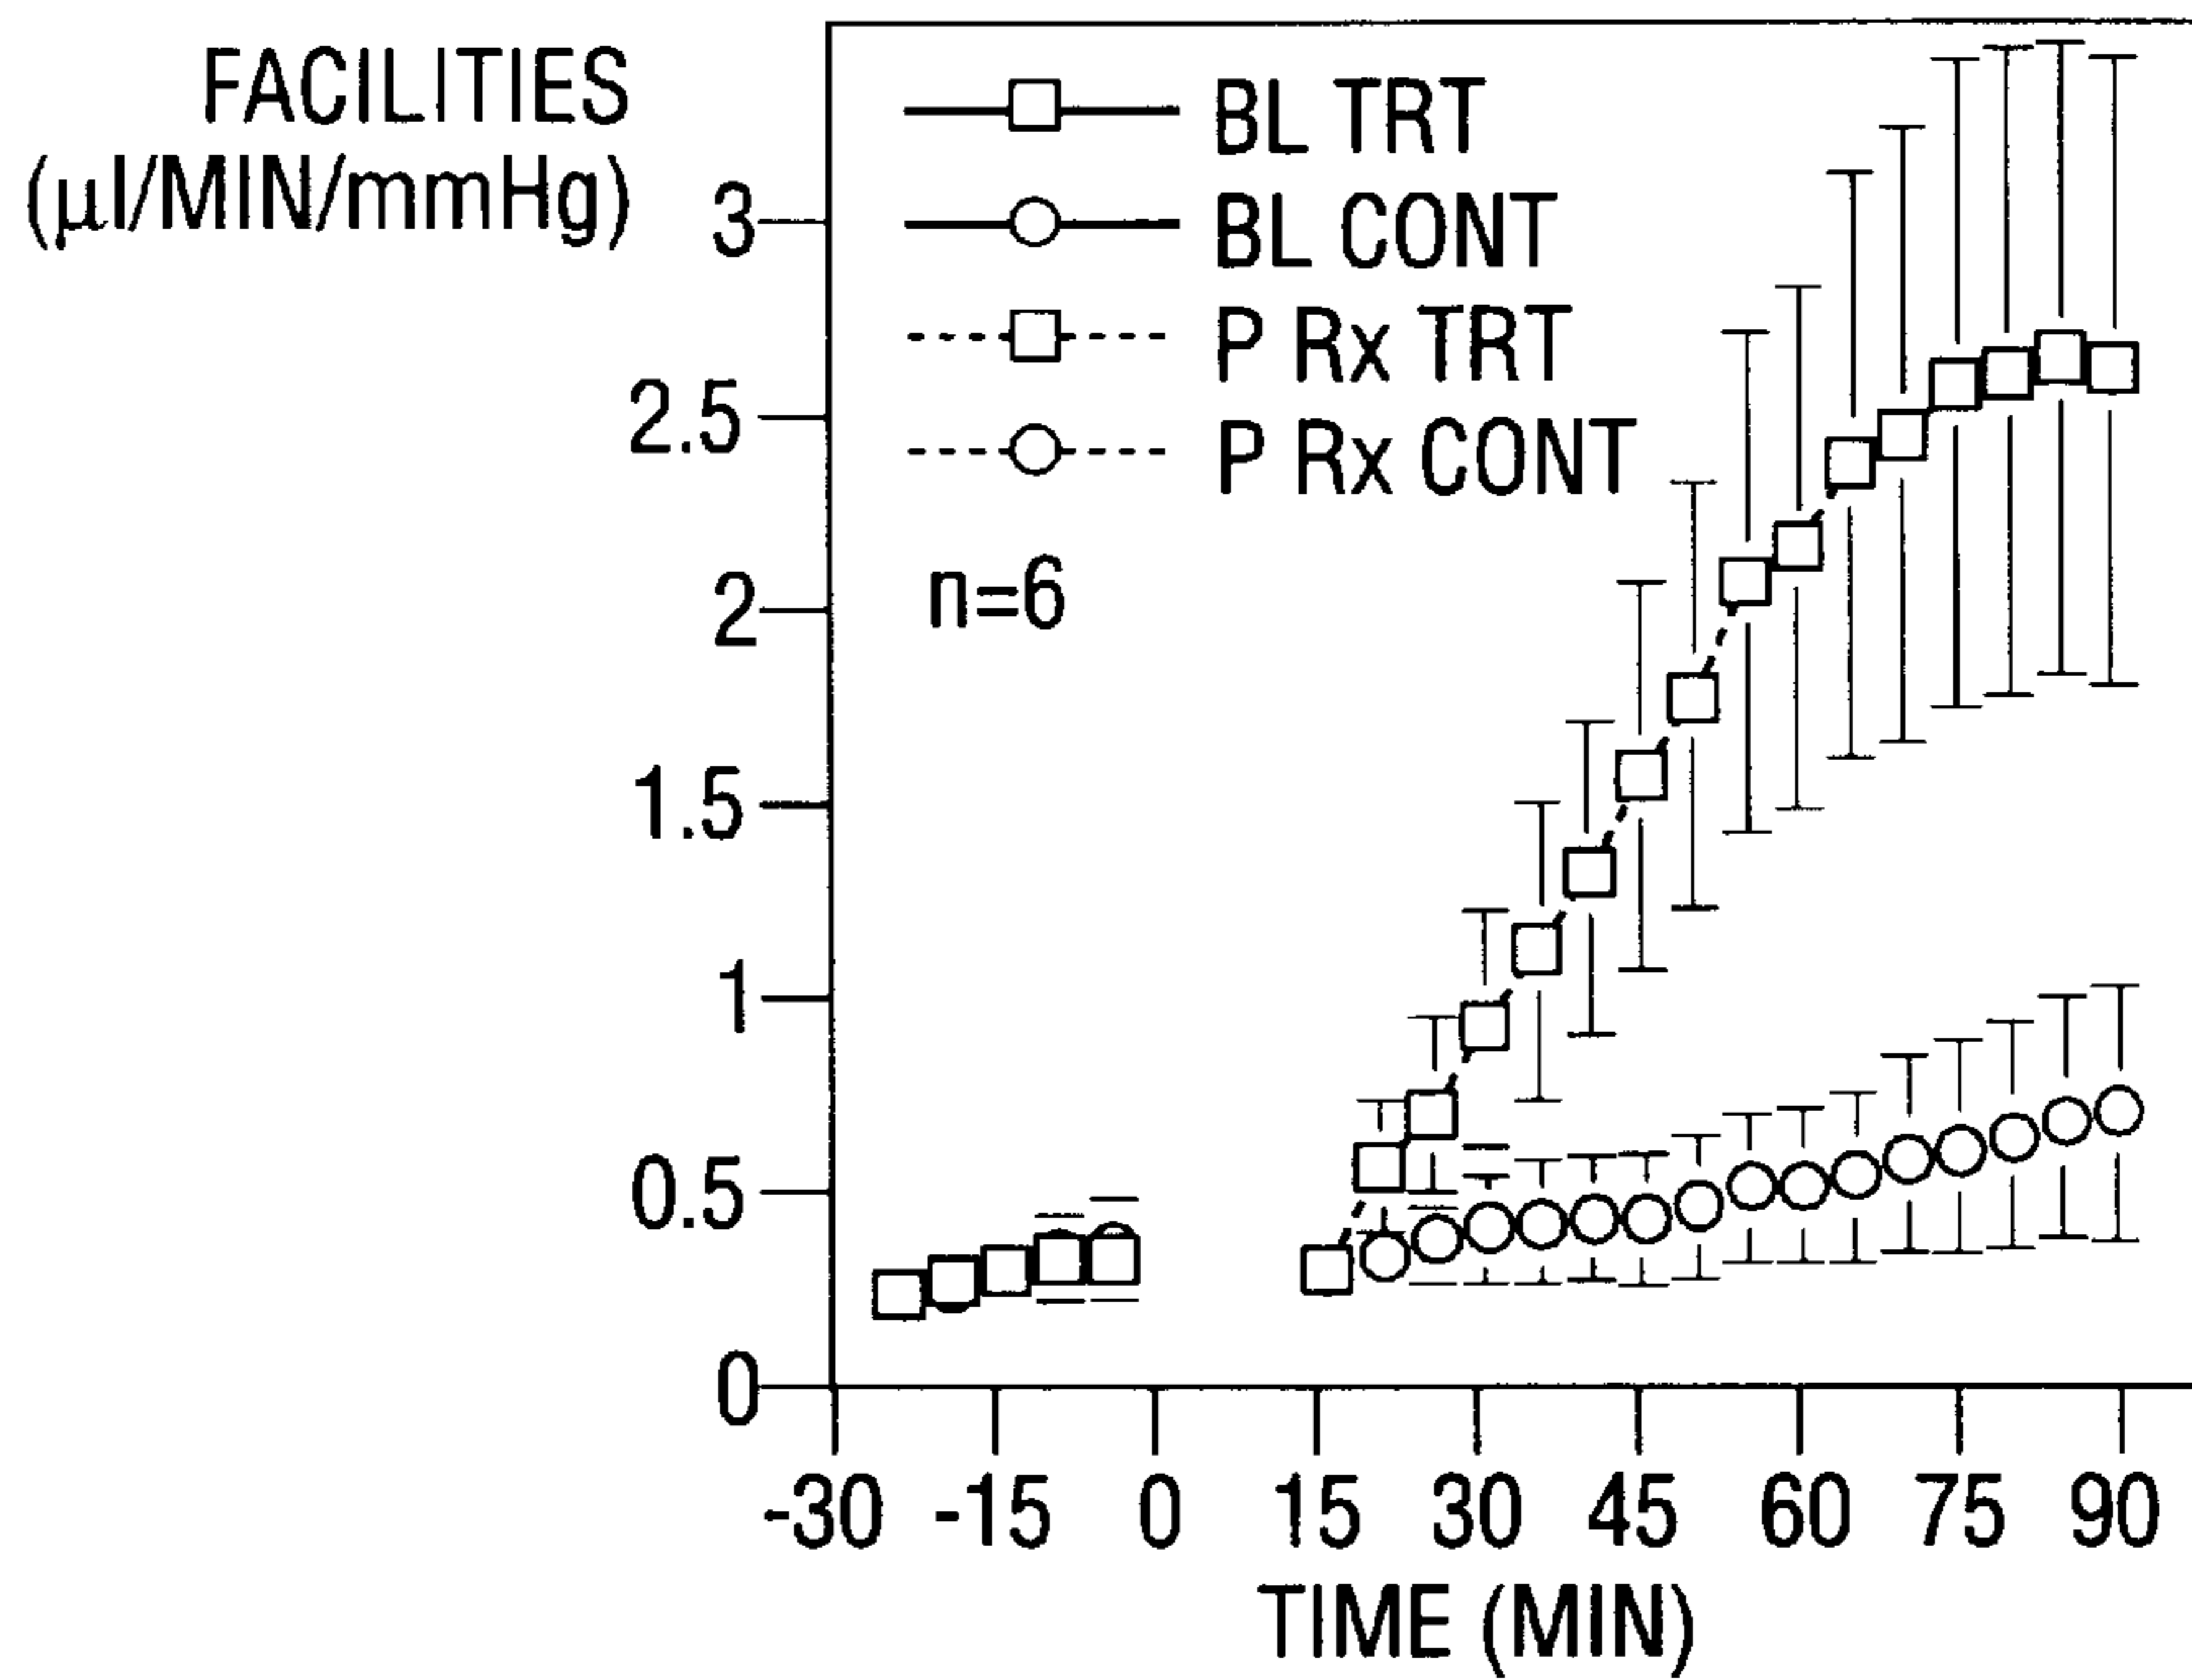 FACILITIES
(µl/MIN/mmHg)
BL TRT
BL CONT
P Rx TRT
P Rx CONT
n=6
3
2.5
2
1.5
1
0.5
0
-30 -15 0 15 30 45 60 75 90
TIME (MIN)